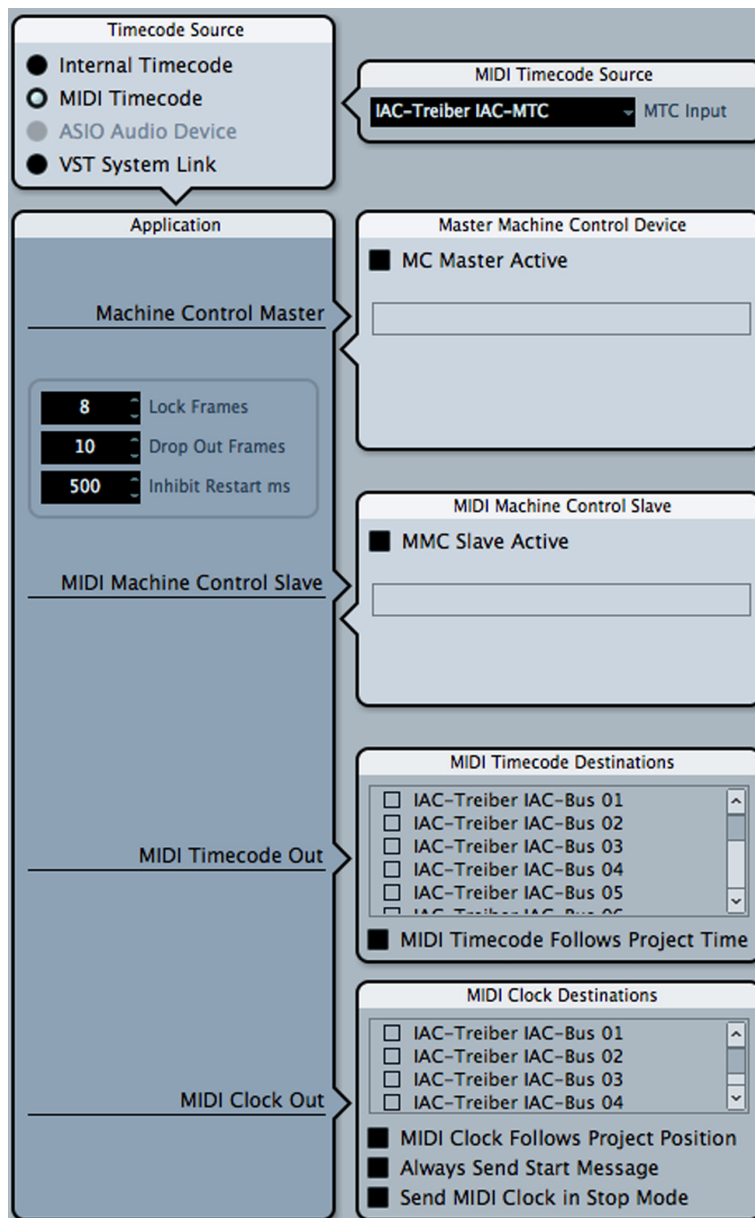 Timecode Source
Internal Timecode
MIDI Timecode
ASIO Audio Device
VST System Link
MIDI Timecode Source
IAC-Treiber IAC-MTC MTC Input
Application
Machine Control Master
8 Lock Frames
10 Drop Out Frames
500 Inhibit Restart ms
MIDI Machine Control Slave
MIDI Timecode Out
MIDI Clock Out
Master Machine Control Device
MC Master Active
MIDI Machine Control Slave
MMC Slave Active
MIDI Timecode Destinations
IAC-Treiber IAC-Bus 01
IAC-Treiber IAC-Bus 02
IAC-Treiber IAC-Bus 03
IAC-Treiber IAC-Bus 04
IAC-Treiber IAC-Bus 05
MIDI Timecode Follows Project Time
MIDI Clock Destinations
IAC-Treiber IAC-Bus 01
IAC-Treiber IAC-Bus 02
IAC-Treiber IAC-Bus 03
IAC-Treiber IAC-Bus 04
MIDI Clock Follows Project Position
Always Send Start Message
Send MIDI Clock in Stop Mode